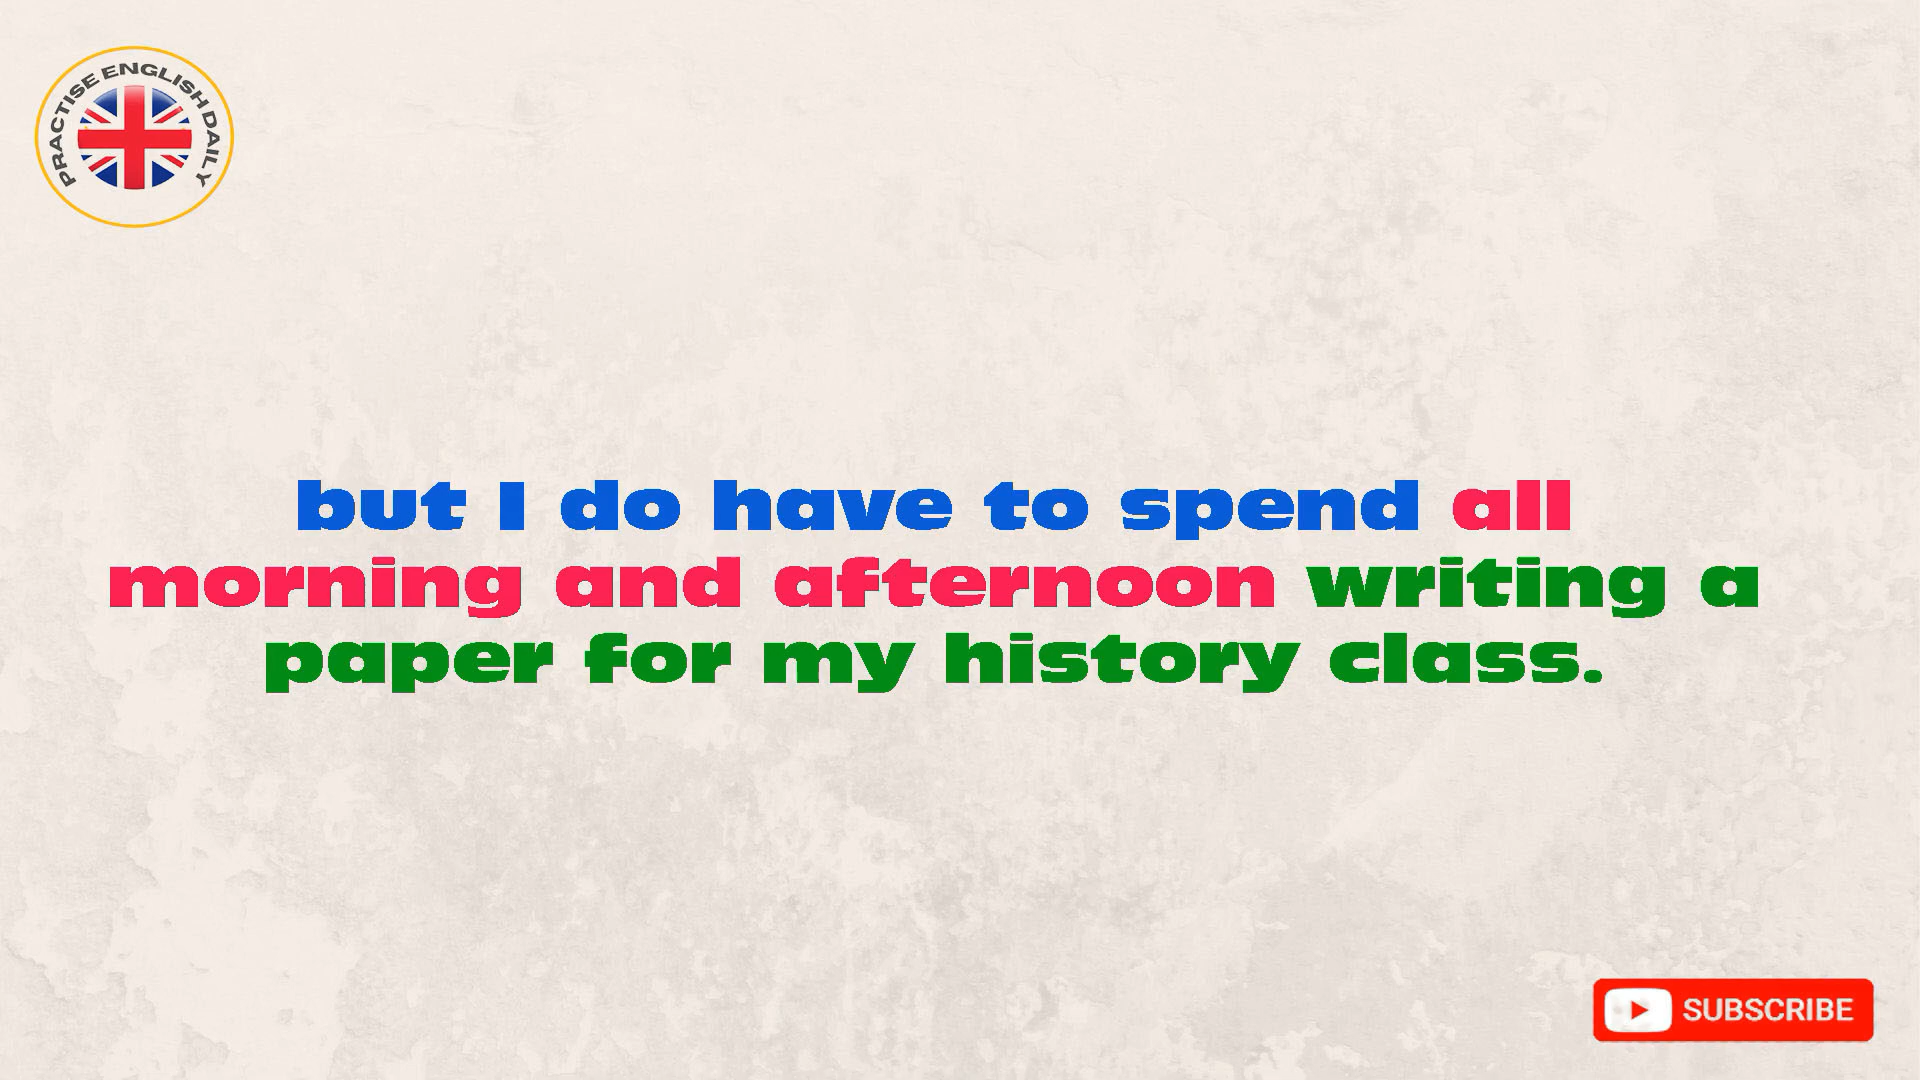 PRACTISE ENGLISH DAILY
but I do have to spend all
morning and afternoon writing a
paper for my history class.
SUBSCRIBE